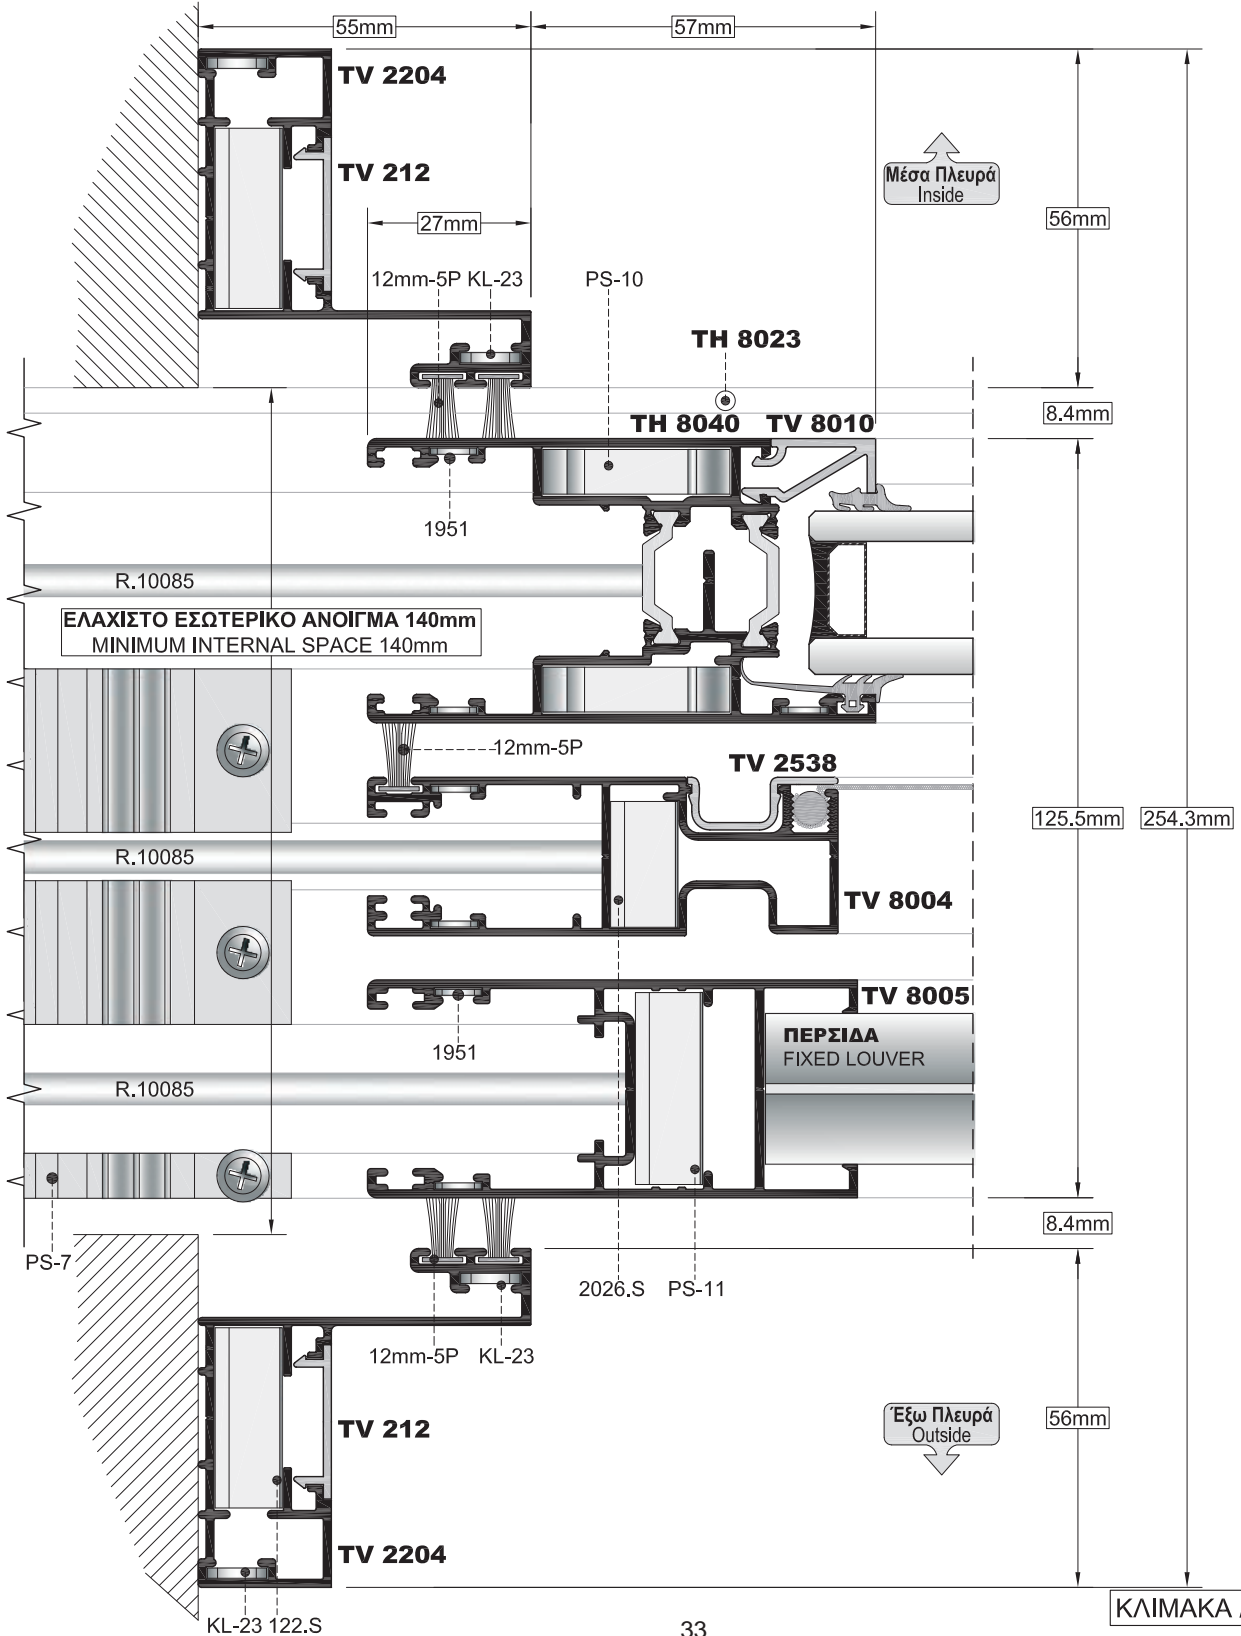 55mm
57mm
TV 2204
TV 212
Μέσα Πλευρά
Inside
27mm
56mm
12mm-5P KL-23
PS-10
TH 8023
8.4mm
TH 8040
TV 8010
1951
R.10085
ΕΛΑΧΙΣΤΟ ΕΣΩΤΕΡΙΚΟ ΑΝΟΙΓΜΑ 140mm
MINIMUM INTERNAL SPACE 140mm
12mm-5P
TV 2538
125.5mm
254.3mm
R.10085
TV 8004
TV 8005
1951
ΠΕΡΣΙΔΑ
FIXED LOUVER
R.10085
8.4mm
PS-7
2026.S
PS-11
12mm-5P
KL-23
Έξω Πλευρά
Outside
56mm
TV 212
TV 2204
KL-23 122.S
33
ΚΛΙΜΑΚΑ